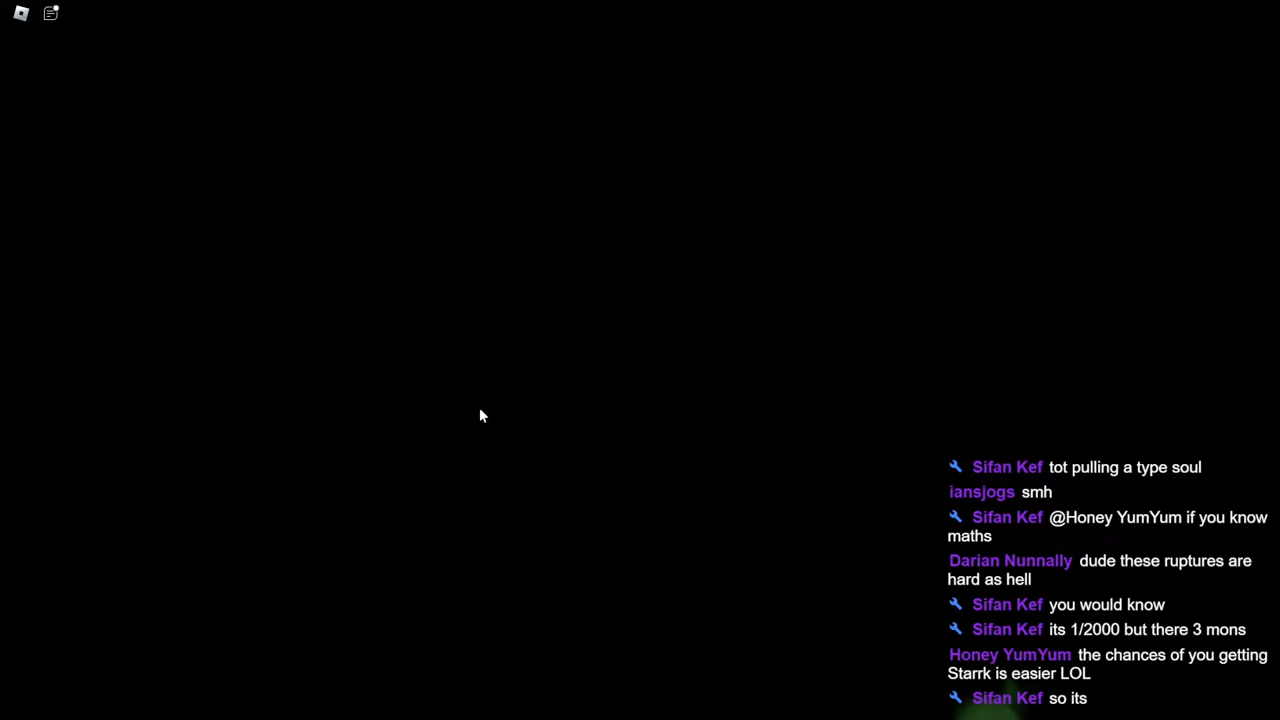 Sifan Kef tot pulling a type soul
iansjogs smh
Sifan Kef @Honey YumYum if you know
maths
Darian Nunnally dude these ruptures are
hard as hell
Sifan Kef you would know
Sifan Kef its 1/2000 but there 3 mons
Honey YumYum the chances of you getting
Starrk is easier LOL
Sifan Kef so its